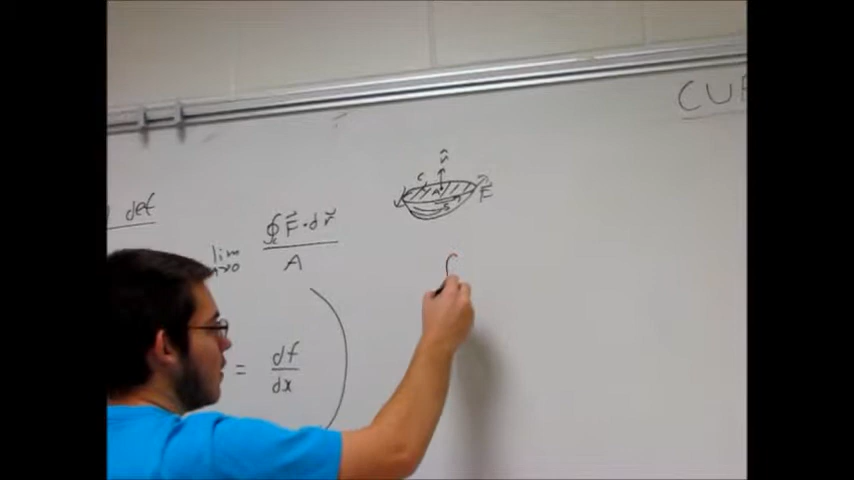 CU
def
n̂
C
A
S
F⃗
lim ∮F⃗·dr⃗
→0 C A
= df
dx
∫